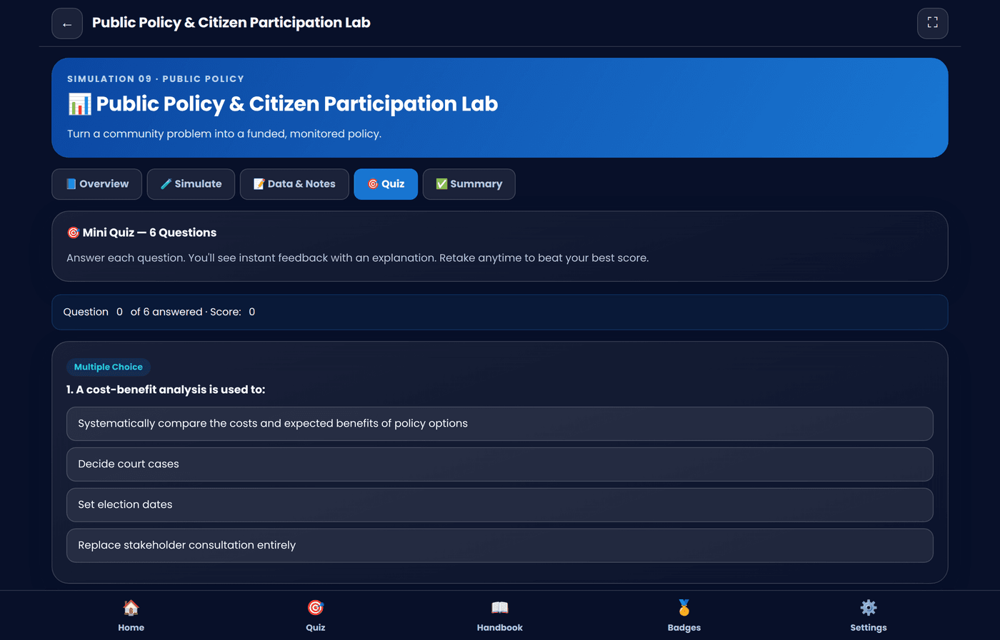 ←
Public Policy & Citizen Participation Lab
SIMULATION 09 · PUBLIC POLICY
📊 Public Policy & Citizen Participation Lab
Turn a community problem into a funded, monitored policy.
📘 Overview
🧪 Simulate
📝 Data & Notes
🎯 Quiz
✅ Summary
🎯 Mini Quiz — 6 Questions
Answer each question. You'll see instant feedback with an explanation. Retake anytime to beat your best score.
Question 0 of 6 answered · Score: 0
Multiple Choice
1. A cost-benefit analysis is used to:
Systematically compare the costs and expected benefits of policy options
Decide court cases
Set election dates
Replace stakeholder consultation entirely
Home
Quiz
Handbook
Badges
Settings